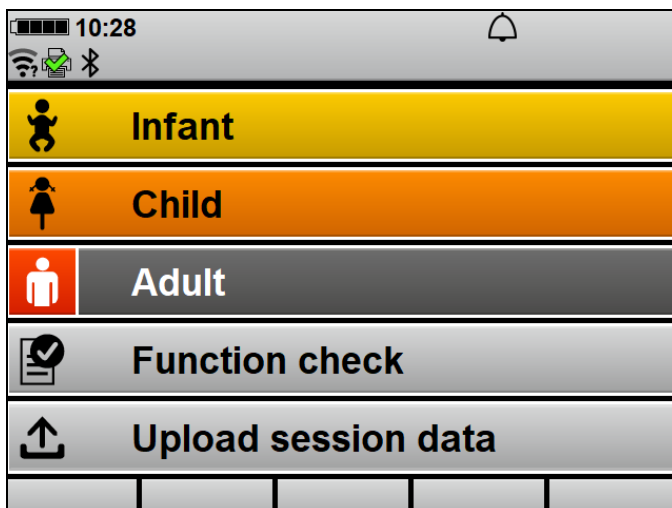 10:28
?
Infant
Child
Adult
Function check
Upload session data